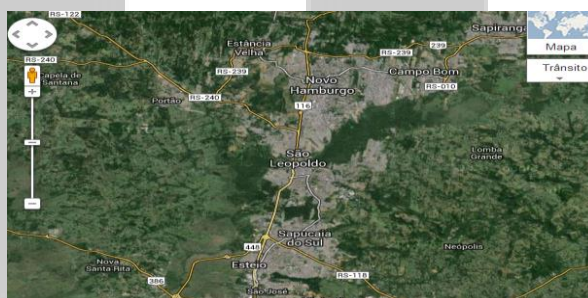 RS-122
Sapiranga
Estância
Velha
RS-239
239
Mapa
RS-240
Capela de
Santana
RS-239
Novo
Hamburgo
Campo Bom
Trânsito
Portão
RS-240
116
RS-010
São
Leopoldo
Lomba
Grande
Sapucaia
do Sul
448
Neópolis
Nova
Santa Rita
Esteio
RS-118
386
São José